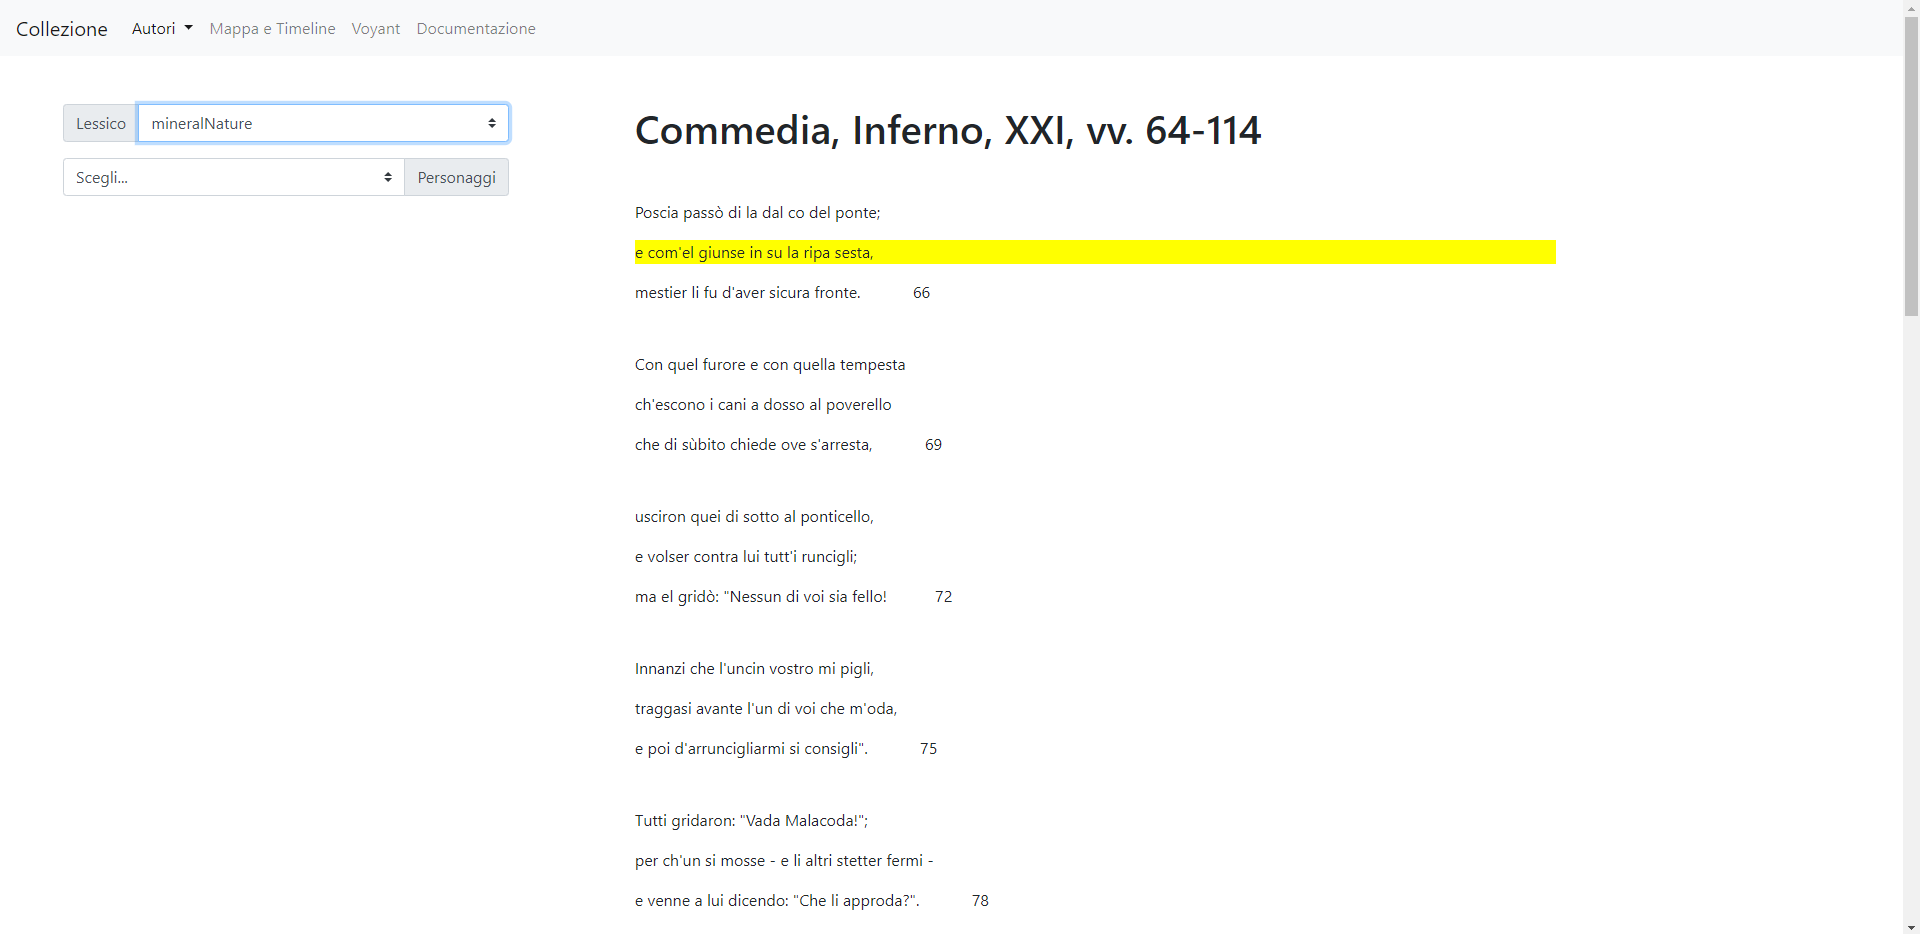 Collezione Autori Mappa e Timeline Voyant Documentazione
Lessico mineralNature
Scegli... Personaggi
Commedia, Inferno, XXI, vv. 64-114
Poscia passò di la dal co del ponte;
e com'el giunse in su la ripa sesta,
mestier li fu d'aver sicura fronte. 66
Con quel furore e con quella tempesta
ch'escono i cani a dosso al poverello
che di sùbito chiede ove s'arresta, 69
usciron quei di sotto al ponticello,
e volser contra lui tutt'i runcigli;
ma el gridò: "Nessun di voi sia fello! 72
Innanzi che l'uncin vostro mi pigli,
traggasi avante l'un di voi che m'oda,
e poi d'arruncigliarmi si consigli". 75
Tutti gridaron: "Vada Malacoda!";
per ch'un si mosse - e li altri stetter fermi -
e venne a lui dicendo: "Che li approda?". 78